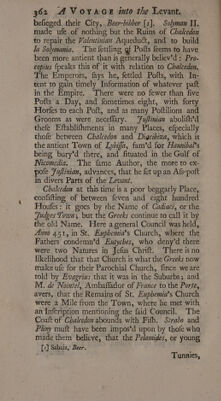 362 A VOYAGE into the Levant.
besieged their City, Beer-bibber [1]. Solyman II.
made use of nothing but the Ruins of Chalcedon
to repair the Valentinian Aqueduct, and to build
la Solymania. The settling of Posts seems to have
been more antient than is generally believ'd: Pro-
copius speaks of this of it with relation to Chalcedon.
The Emperors, says he, settled Posts, with In-
tent to gain timely Information of whatever past
in the Empire. There were no fewer than five
Posts a Day, and sometimes eight, with forty
Horses to each Post, and as many Postilions and
Grooms as were necessary. Justinian abolish'd
these Establishments in many Places, especially
those between Chalcedon and
the antient Town of Lybissa, fam'd for Hannibal's
being bury'd there, and situated in the Gulf of
Nicomedia. The same Author, the more to ex-
pose Justinian, advances, that he set up an Ass-post
in divers Parts of the Levant.
Chalcedon at this time is a poor beggarly Place,
consisting of between seven and eight hundred
Houses: it goes by the Name of Cadiaci, or the
Judges Town; but the Greeks continue to call it by
the old Name. Here a general Council was held,
Anno 451, in St. Euphemia's Church, where the
Fathers condemn'd Eutyches, who deny'd there
were two Natures in Jesus Christ. There is no
likelihood that that Church is what the Greeks now
make use for their Parochial Church, since we are
told by Evagrius that it was in the Suburbs: and
M. de Nointel, Ambassador of France to the Porte,
avers, that the Remains of St. Euphemia's Church
were a Mile from the Town, where he met with
an Inscription mentioning the said Council. The
Coast of Chalcedon abounds with Fish. Strabo and
Pliny must have been impos'd upon by those who
made them believe, that the Pelamides, or young
[1] Sabaia, Beer.
Tunnies,